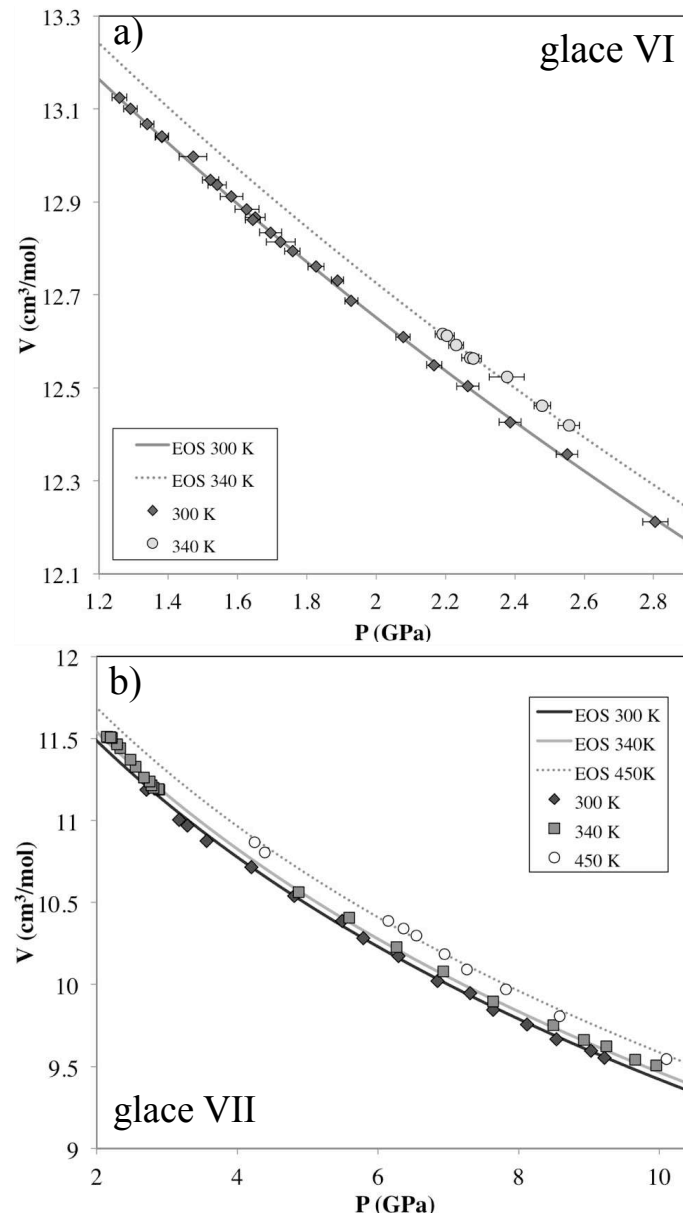 a)
glace VI
13.3
13.1
12.9
12.7
12.5
12.3
12.1
V (cm³/mol)
EOS 300 K
EOS 340 K
300 K
340 K
1.2 1.4 1.6 1.8 2 2.2 2.4 2.6 2.8
P (GPa)
b)
12
11.5
11
10.5
10
9.5
9
V (cm³/mol)
EOS 300 K
EOS 340K
EOS 450K
300 K
340 K
450 K
glace VII
2 4 6 8 10
P (GPa)